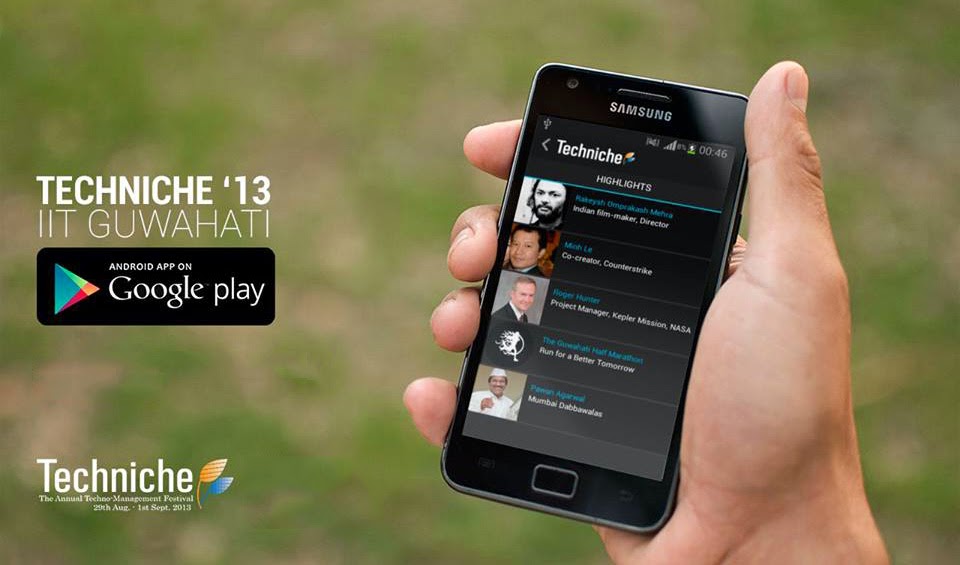 TECHNICHE ‘13
IIT GUWAHATI
ANDROID APP ON
Google play
Techniche
The Annual Techno-Management Festival
29th Aug. - 1st Sept. 2013
SAMSUNG
8% 00:46
Techniche
HIGHLIGHTS
Rakeysh Omprakash Mehra
Indian film-maker, Director
Minh Le
Co-creator, Counterstrike
Roger Hunter
Project Manager, Kepler Mission, NASA
The Guwahati Half Marathon
Run for a Better Tomorrow
Pawan Agarwal
Mumbai Dabbawalas